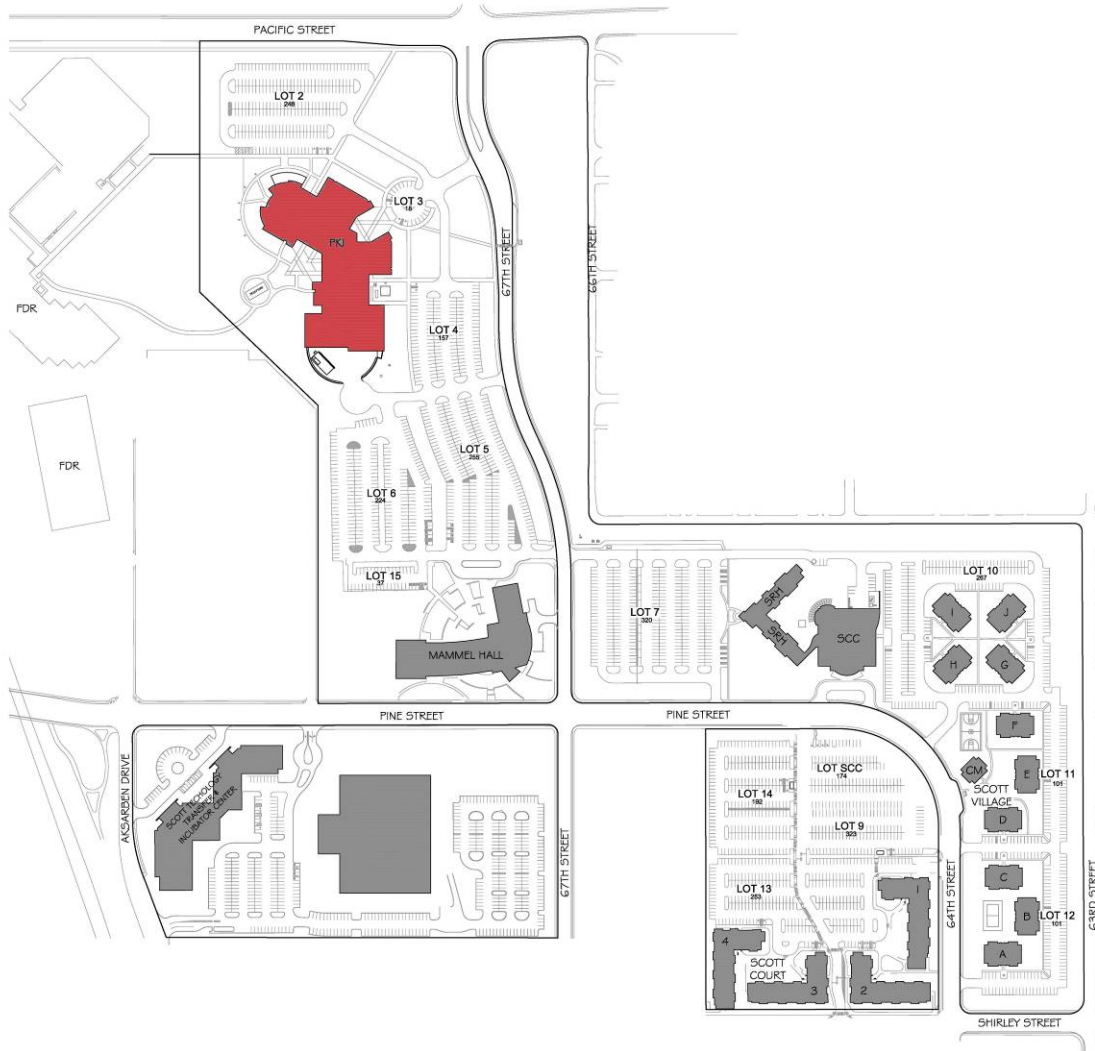 PACIFIC STREET
LOT 2
248
LOT 3
18
PKI
67TH STREET
66TH STREET
FDR
LOT 4
157
FDR
LOT 5
255
LOT 6
224
LOT 15
37
MAMMEL HALL
LOT 7
320
SRH
SRH
SCC
LOT 10
267
I
J
H
G
PINE STREET
PINE STREET
F
CM
E
LOT 11
101
SCOTT
VILLAGE
D
C
B
LOT 12
101
A
AKSARBEN DRIVE
SCOTT TECHOLOGY
TRANSFER &
INCUBATOR CENTER
67TH STREET
LOT SCC
174
LOT 14
192
LOT 9
323
LOT 13
253
1
4
SCOTT
COURT
3
2
64TH STREET
63RD STREET
SHIRLEY STREET